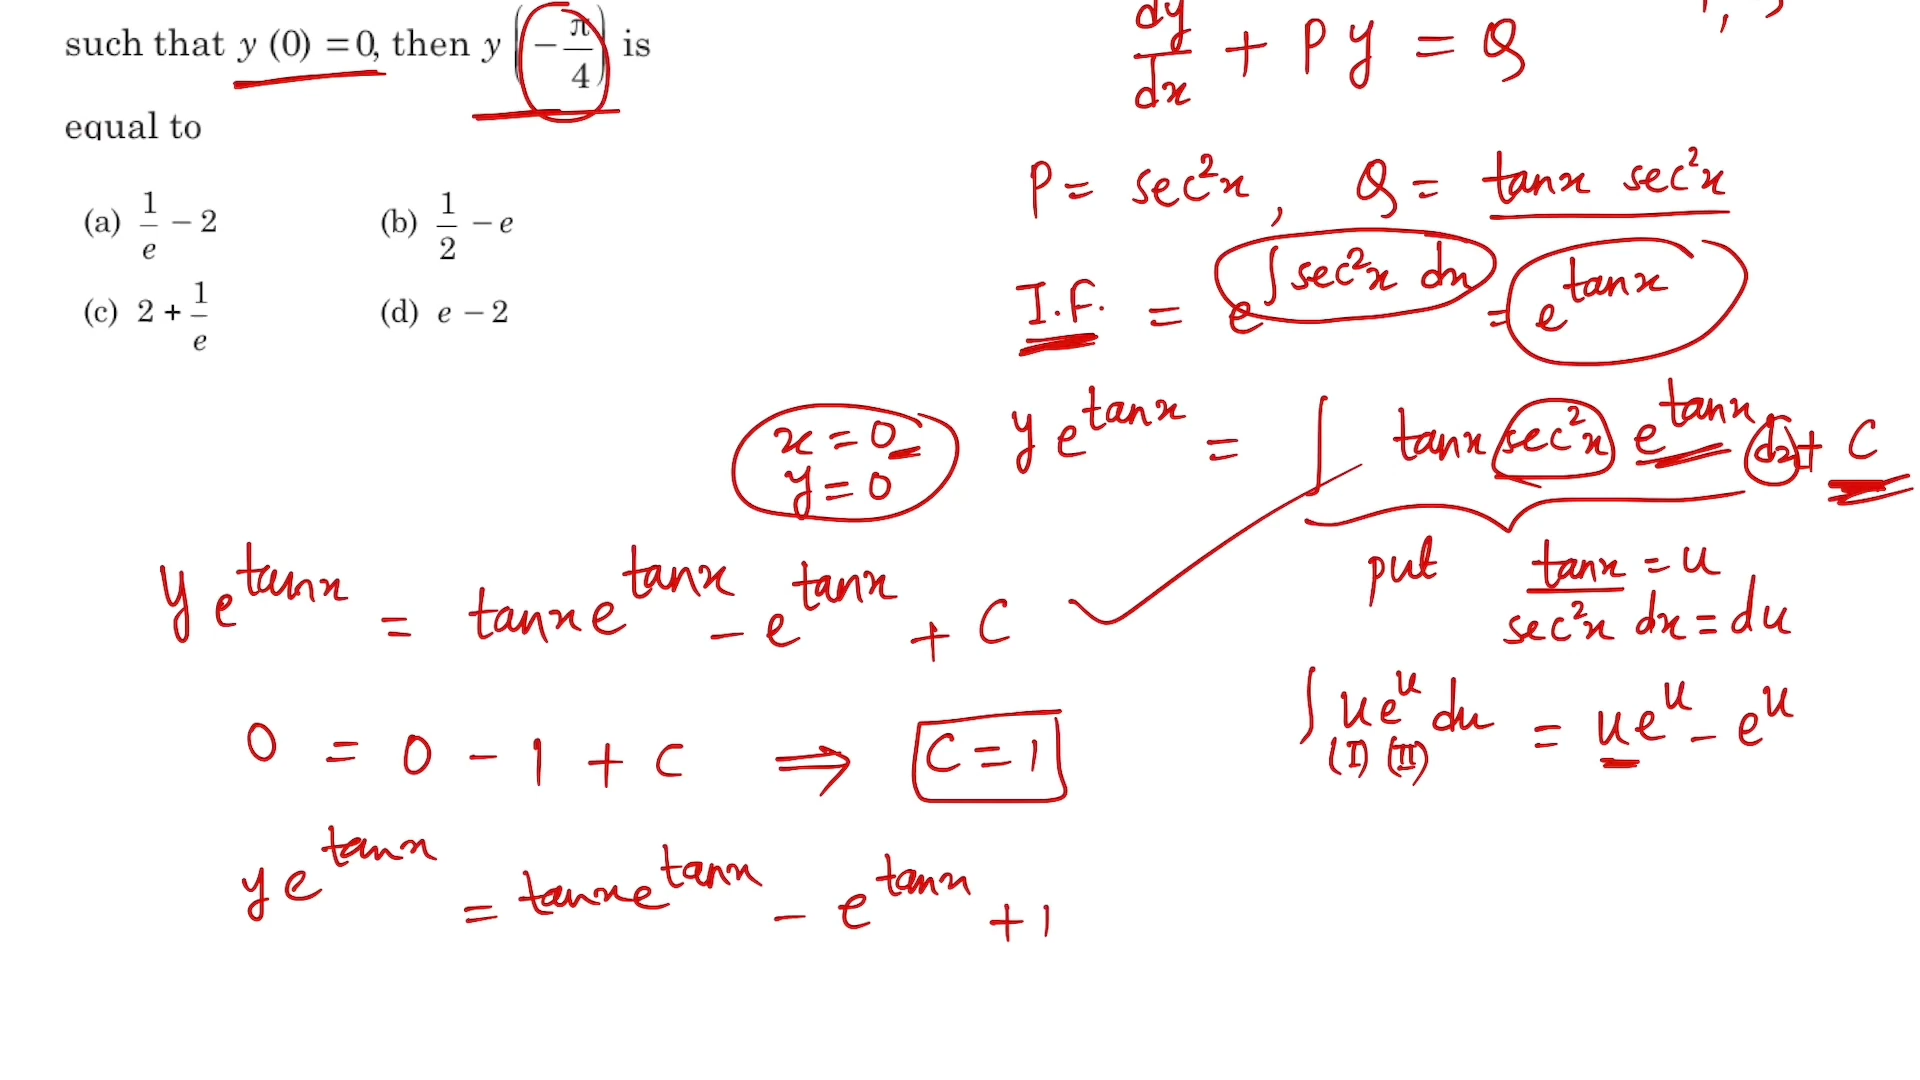 such that y (0) = 0, then y (−π/4) is
equal to
(a) 1/e − 2 (b) 1/2 − e
(c) 2 + 1/e (d) e − 2
dy/dx + Py = Q
P = sec²x, Q = tanx sec²x
I.F. = e^∫sec²x dx = e^tanx
x = 0
y = 0
y e^tanx = ∫ tanx sec²x e^tanx dx + C
put tanx = u
sec²x dx = du
y e^tanx = tanx e^tanx − e^tanx + C
∫ u e^u du = u e^u − e^u
(I) (II)
0 = 0 − 1 + C ⇒ C = 1
y e^tanx = tanx e^tanx − e^tanx + 1